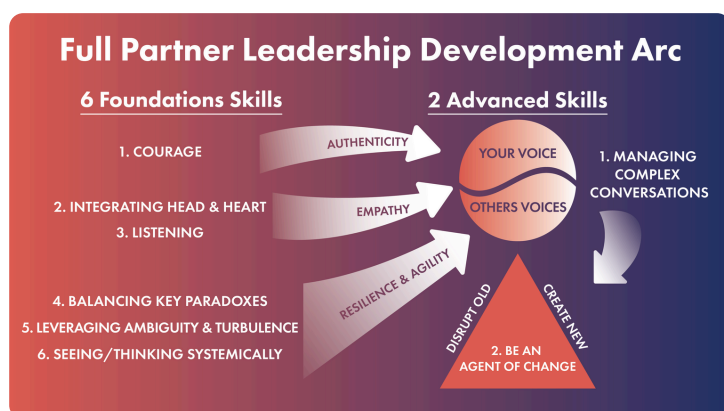 Full Partner Leadership Development Arc
6 Foundations Skills
1. COURAGE
2. INTEGRATING HEAD & HEART
3. LISTENING
4. BALANCING KEY PARADOXES
5. LEVERAGING AMBIGUITY & TURBULENCE
6. SEEING/THINKING SYSTEMICALLY
AUTHENTICITY
EMPATHY
RESILIENCE & AGILITY
2 Advanced Skills
YOUR VOICE
OTHERS VOICES
1. MANAGING
COMPLEX
CONVERSATIONS
DISRUPT OLD
CREATE NEW
2. BE AN
AGENT OF CHANGE